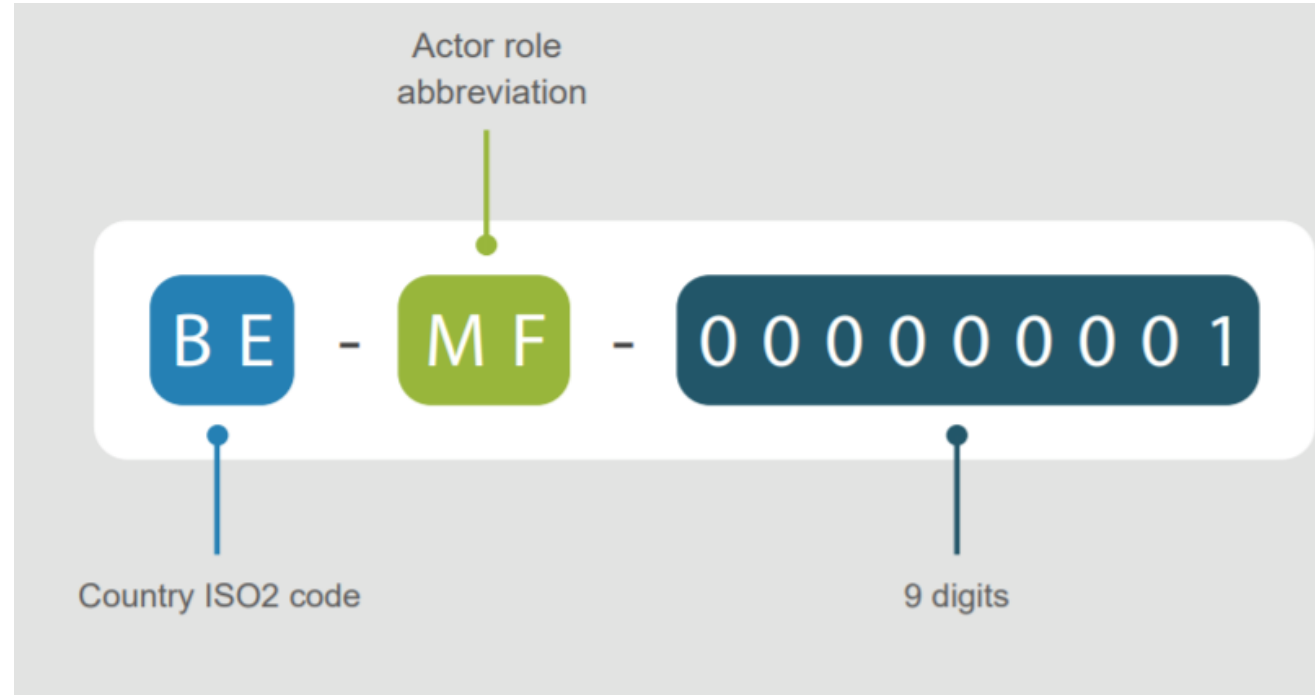 Actor role
abbreviation
B E - M F - 0 0 0 0 0 0 0 0 1
Country ISO2 code
9 digits